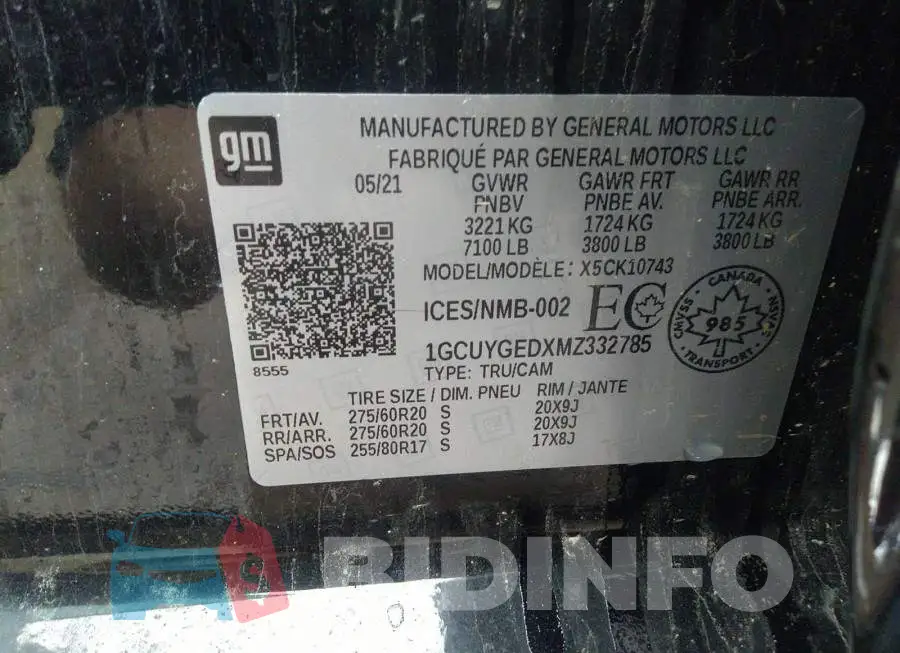 gm
MANUFACTURED BY GENERAL MOTORS LLC
FABRIQUÉ PAR GENERAL MOTORS LLC
05/21 GVWR GAWR FRT GAWR RR
PNBV PNBE AV. PNBE ARR.
3221 KG 1724 KG 1724 KG
7100 LB 3800 LB 3800 LB
MODEL/MODÈLE: X5CK10743
ICES/NMB-002 EC
CANADA
CMVSS 985 NSVAC
TRANSPORT
1GCUYGEDXMZ332785
8555
TYPE: TRU/CAM
TIRE SIZE / DIM. PNEU RIM / JANTE
FRT/AV. 275/60R20 S 20X9J
RR/ARR. 275/60R20 S 20X9J
SPA/SOS 255/80R17 S 17X8J
BIDINFO